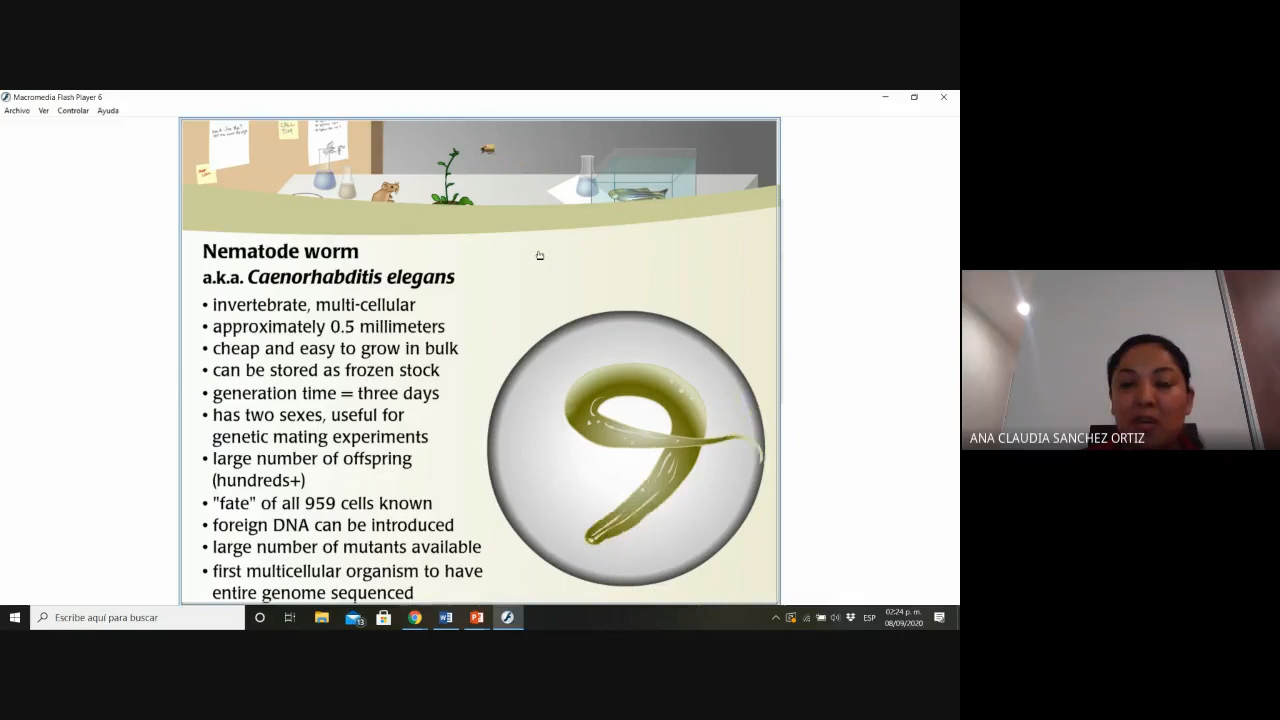 Macromedia Flash Player 6
Archivo Ver Controlar Ayuda
CALL TIM
Nematode worm
a.k.a. Caenorhabditis elegans
• invertebrate, multi-cellular
• approximately 0.5 millimeters
• cheap and easy to grow in bulk
• can be stored as frozen stock
• generation time = three days
• has two sexes, useful for
genetic mating experiments
• large number of offspring
(hundreds+)
• "fate" of all 959 cells known
• foreign DNA can be introduced
• large number of mutants available
• first multicellular organism to have
entire genome sequenced
ANA CLAUDIA SANCHEZ ORTIZ
Escribe aquí para buscar
13
ESP
02:24 p. m.
08/09/2020